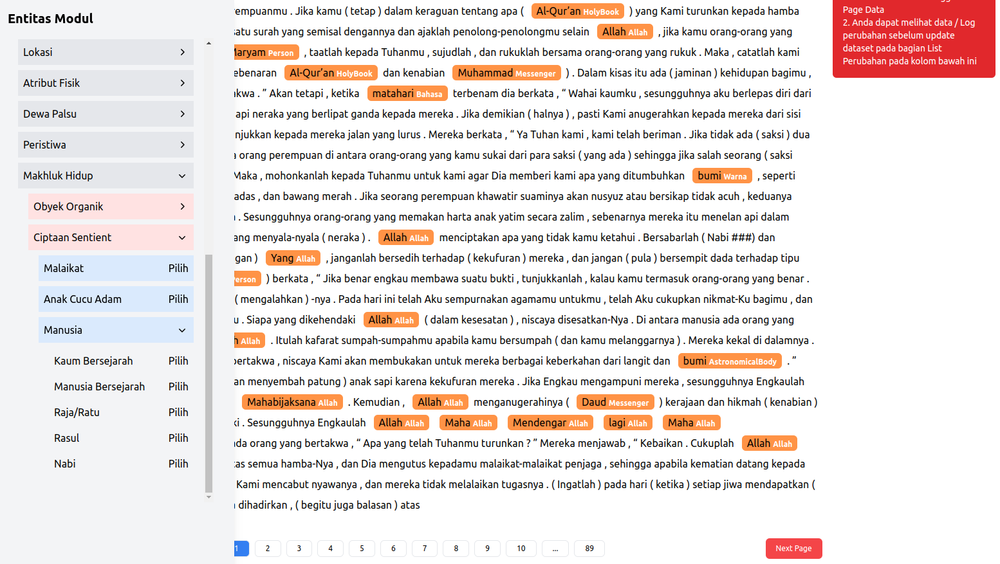 Entitas Modul
Lokasi
Atribut Fisik
Dewa Palsu
Peristiwa
Makhluk Hidup
Obyek Organik
Ciptaan Sentient
Malaikat Pilih
Anak Cucu Adam Pilih
Manusia
Kaum Bersejarah Pilih
Manusia Bersejarah Pilih
Raja/Ratu Pilih
Rasul Pilih
Nabi Pilih
. Jika kamu ( tetap ) dalam keraguan tentang apa ( Al-Qur’an HolyBook ) yang Kami turunkan kepada hamba
surah yang semisal dengannya dan ajaklah penolong-penolongmu selain Allah Allah , jika kamu orang-orang yang
Maryam Person , taatlah kepada Tuhanmu , sujudlah , dan rukuklah bersama orang-orang yang rukuk . Maka , catatlah kami
Al-Qur’an HolyBook dan kenabian Muhammad Messenger ) . Dalam kisas itu ada ( jaminan ) kehidupan bagimu ,
. ” Akan tetapi , ketika matahari Bahasa terbenam dia berkata , “ Wahai kaumku , sesungguhnya aku berlepas diri dari
api neraka yang berlipat ganda kepada mereka . Jika demikian ( halnya ) , pasti Kami anugerahkan kepada mereka dari sisi
kepada mereka jalan yang lurus . Mereka berkata , “ Ya Tuhan kami , kami telah beriman . Jika tidak ada ( saksi ) dua
orang perempuan di antara orang-orang yang kamu sukai dari para saksi ( yang ada ) sehingga jika salah seorang ( saksi
Maka , mohonkanlah kepada Tuhanmu untuk kami agar Dia memberi kami apa yang ditumbuhkan bumi Warna , seperti
adas , dan bawang merah . Jika seorang perempuan khawatir suaminya akan nusyuz atau bersikap tidak acuh , keduanya
. Sesungguhnya orang-orang yang memakan harta anak yatim secara zalim , sebenarnya mereka itu menelan api dalam
menyala-nyala ( neraka ) . Allah Allah menciptakan apa yang tidak kamu ketahui . Bersabarlah ( Nabi ###) dan
) Yang Allah , janganlah bersedih terhadap ( kekufuran ) mereka , dan jangan ( pula ) bersempit dada terhadap tipu
) berkata , “ Jika benar engkau membawa suatu bukti , tunjukkanlah , kalau kamu termasuk orang-orang yang benar .
( mengalahkan ) -nya . Pada hari ini telah Aku sempurnakan agamamu untukmu , telah Aku cukupkan nikmat-Ku bagimu , dan
. Siapa yang dikehendaki Allah Allah ( dalam kesesatan ) , niscaya disesatkan-Nya . Di antara manusia ada orang yang
Allah . Itulah kafarat sumpah-sumpahmu apabila kamu bersumpah ( dan kamu melanggarnya ) . Mereka kekal di dalamnya .
bertakwa , niscaya Kami akan membukakan untuk mereka berbagai keberkahan dari langit dan bumi AstronomicalBody . ”
menyembah patung ) anak sapi karena kekufuran mereka . Jika Engkau mengampuni mereka , sesungguhnya Engkaulah
Mahabijaksana Allah . Kemudian , Allah Allah menganugerahinya ( Daud Messenger ) kerajaan dan hikmah ( kenabian )
. Sesungguhnya Engkaulah Allah Allah Maha Allah Mendengar Allah lagi Allah Maha Allah
orang yang bertakwa , “ Apa yang telah Tuhanmu turunkan ? ” Mereka menjawab , “ Kebaikan . Cukuplah Allah Allah
semua hamba-Nya , dan Dia mengutus kepadamu malaikat-malaikat penjaga , sehingga apabila kematian datang kepada
Kami mencabut nyawanya , dan mereka tidak melalaikan tugasnya . ( Ingatlah ) pada hari ( ketika ) setiap jiwa mendapatkan (
dihadirkan , ( begitu juga balasan ) atas
1 2 3 4 5 6 7 8 9 10 ... 89
Next Page
Page Data
2. Anda dapat melihat data / Log
perubahan sebelum update
dataset pada bagian List
Perubahan pada kolom bawah ini